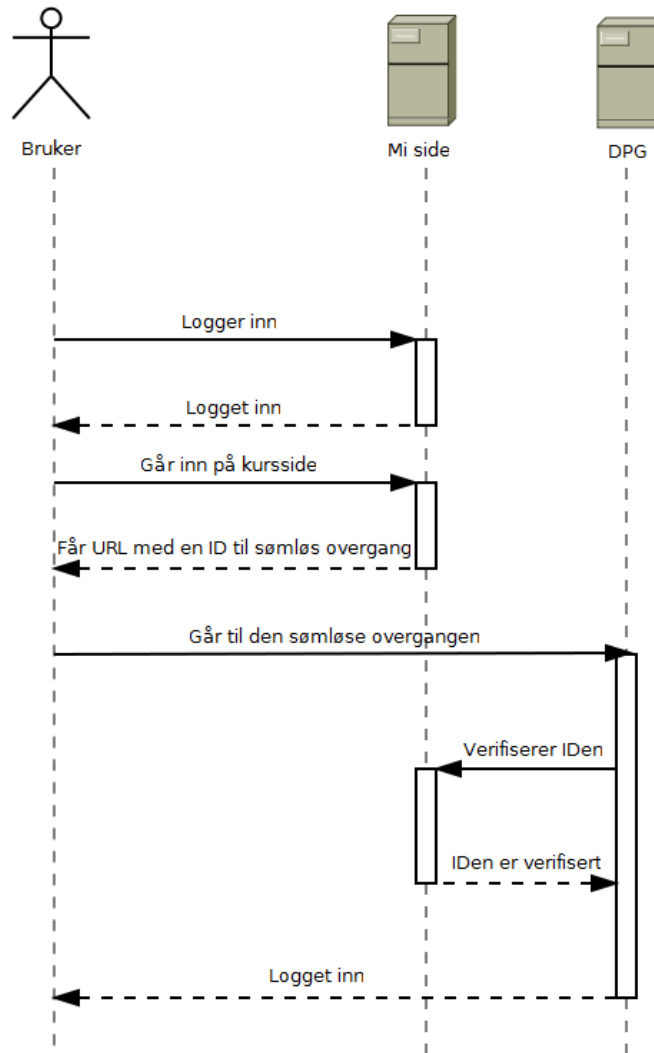 Bruker
Mi side
DPG
Logger inn
Logget inn
Går inn på kursside
Får URL med en ID til sømløs overgang
Går til den sømløse overgangen
Verifiserer IDen
IDen er verifisert
Logget inn